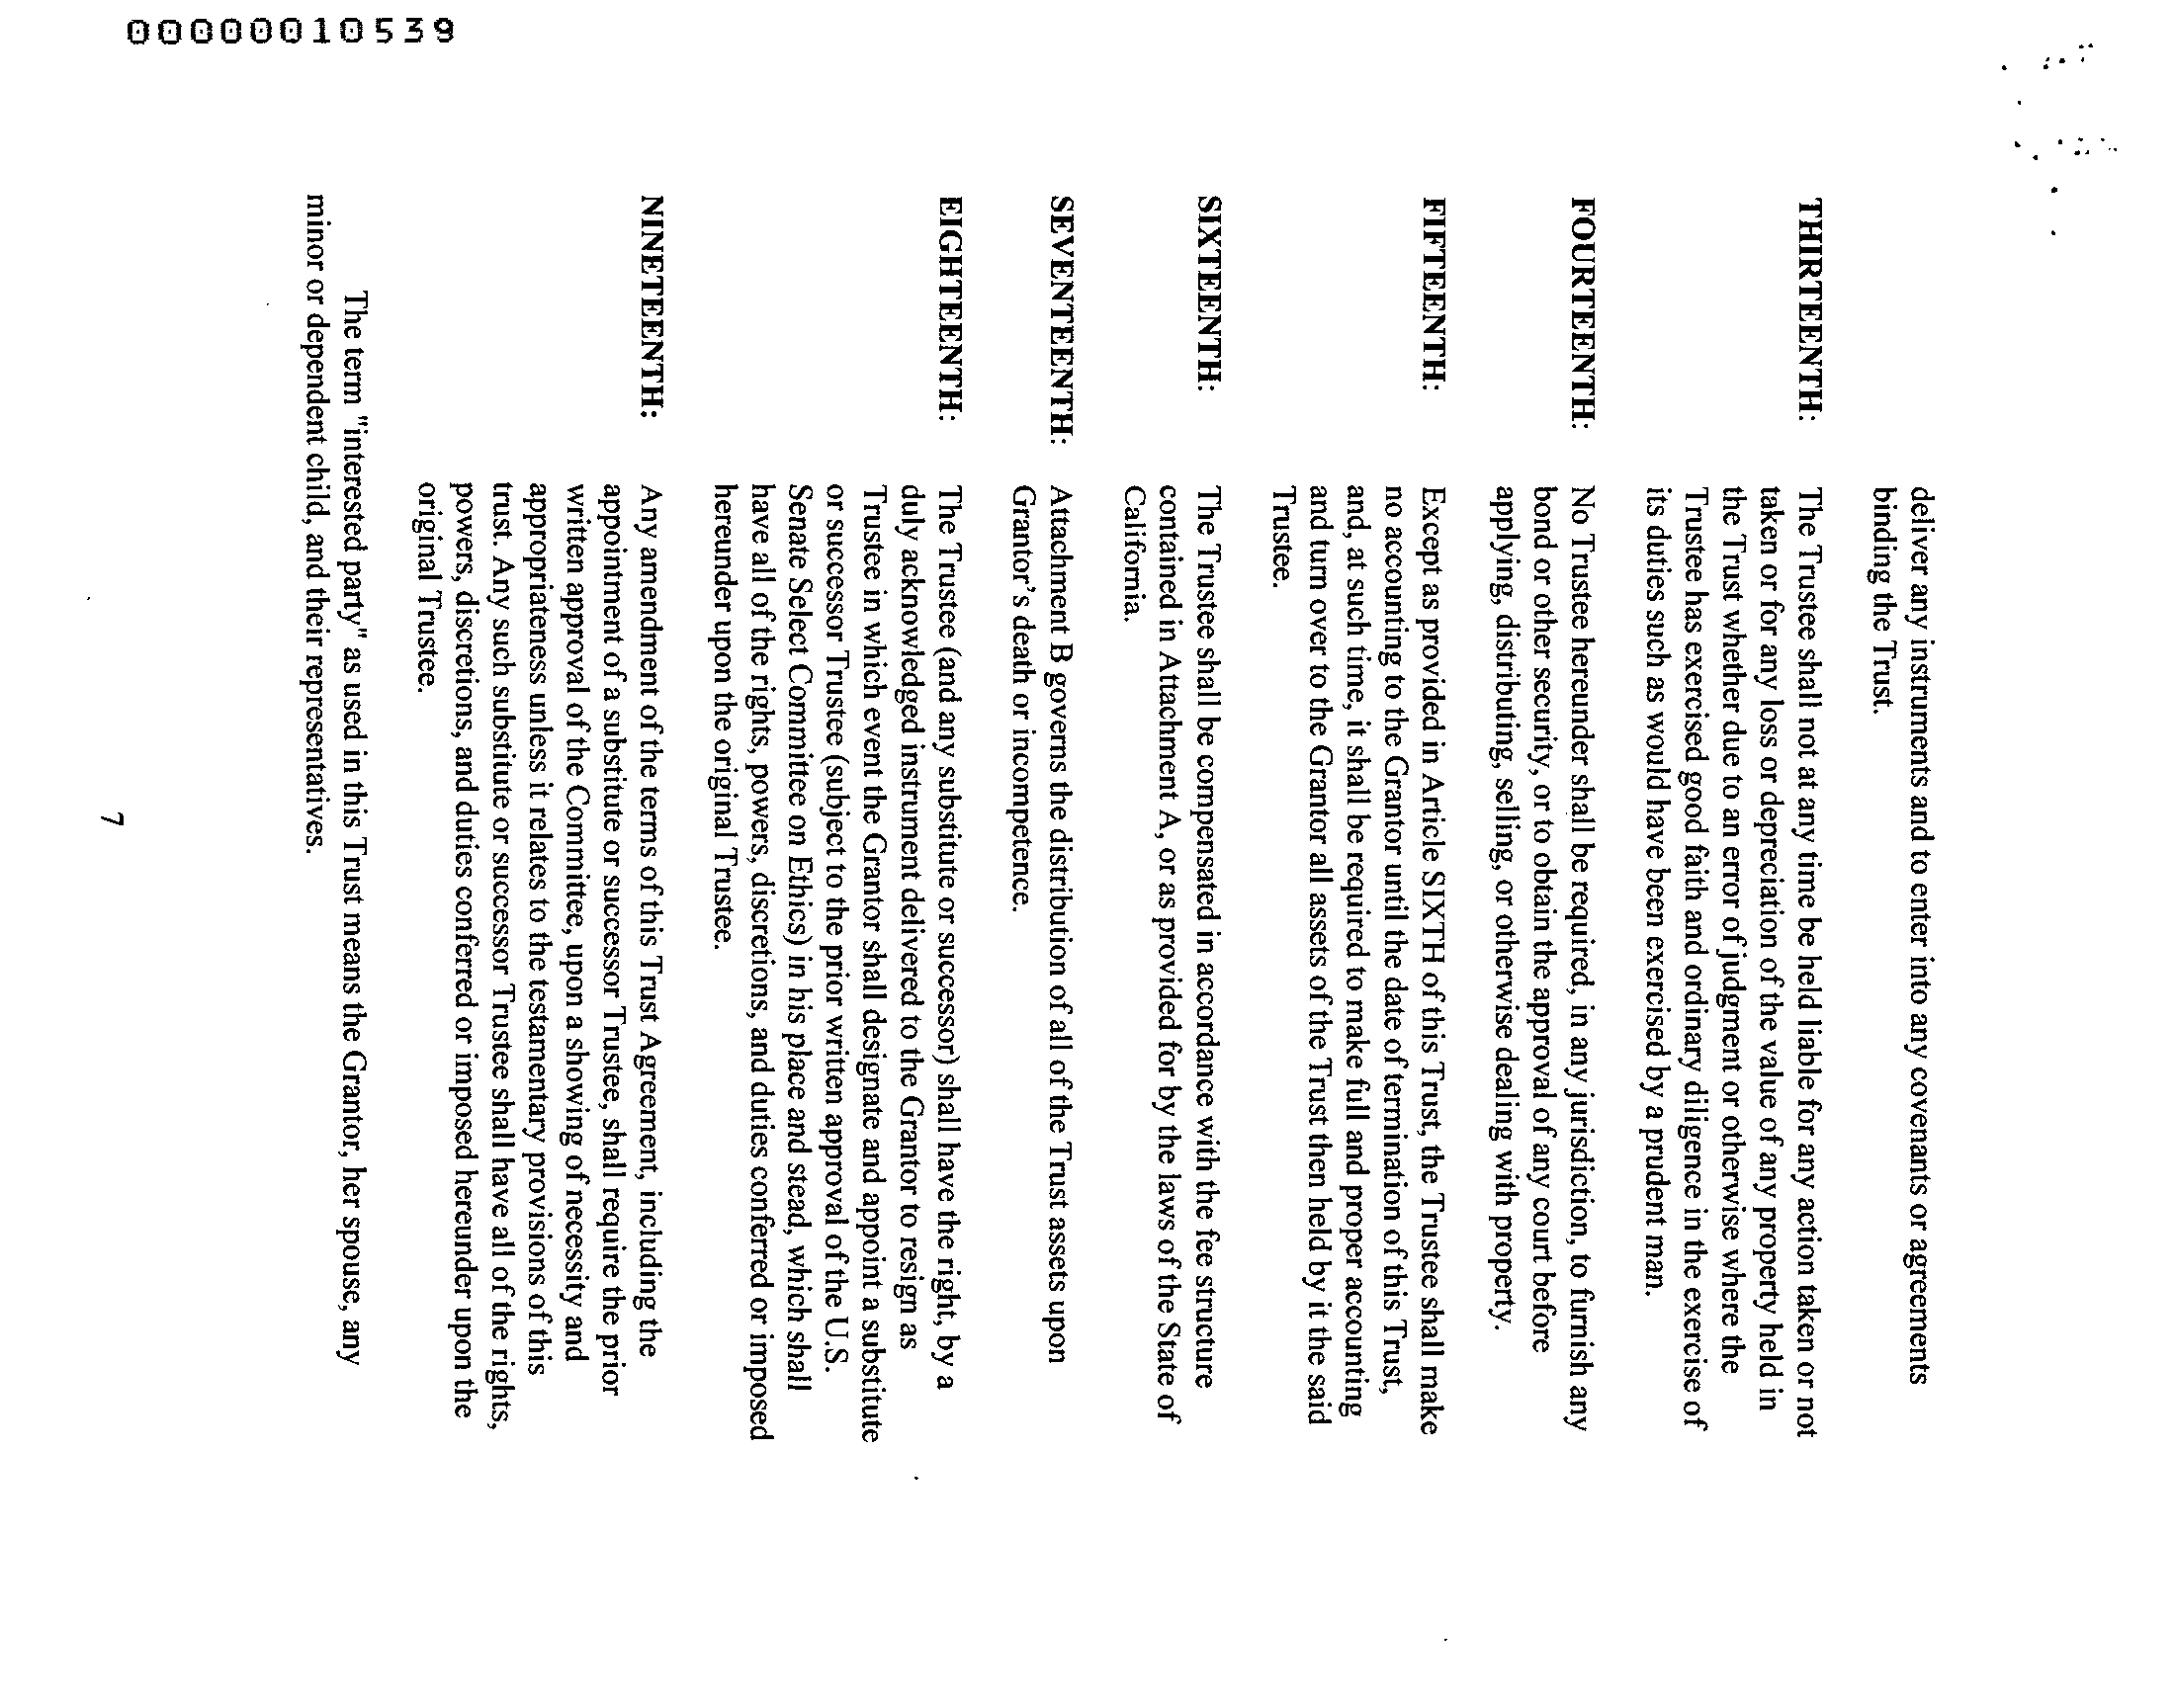 00000010539
deliver any instruments and to enter into any covenants or agreements
binding the Trust.
THIRTEENTH: The Trustee shall not at any time be held liable for any action taken or not
taken or for any loss or depreciation of the value of any property held in
the Trust whether due to an error of judgment or otherwise where the
Trustee has exercised good faith and ordinary diligence in the exercise of
its duties such as would have been exercised by a prudent man.
FOURTEENTH: No Trustee hereunder shall be required, in any jurisdiction, to furnish any
bond or other security, or to obtain the approval of any court before
applying, distributing, selling, or otherwise dealing with property.
FIFTEENTH: Except as provided in Article SIXTH of this Trust, the Trustee shall make
no accounting to the Grantor until the date of termination of this Trust,
and, at such time, it shall be required to make full and proper accounting
and turn over to the Grantor all assets of the Trust then held by it the said
Trustee.
SIXTEENTH: The Trustee shall be compensated in accordance with the fee structure
contained in Attachment A, or as provided for by the laws of the State of
California.
SEVENTEENTH: Attachment B governs the distribution of all of the Trust assets upon
Grantor's death or incompetence.
EIGHTEENTH: The Trustee (and any substitute or successor) shall have the right, by a
duly acknowledged instrument delivered to the Grantor to resign as
Trustee in which event the Grantor shall designate and appoint a substitute
or successor Trustee (subject to the prior written approval of the U.S.
Senate Select Committee on Ethics) in his place and stead, which shall
have all of the rights, powers, discretions, and duties conferred or imposed
hereunder upon the original Trustee.
NINETEENTH: Any amendment of the terms of this Trust Agreement, including the
appointment of a substitute or successor Trustee, shall require the prior
written approval of the Committee, upon a showing of necessity and
appropriateness unless it relates to the testamentary provisions of this
trust. Any such substitute or successor Trustee shall have all of the rights,
powers, discretions, and duties conferred or imposed hereunder upon the
original Trustee.
The term "interested party" as used in this Trust means the Grantor, her spouse, any
minor or dependent child, and their representatives.
7